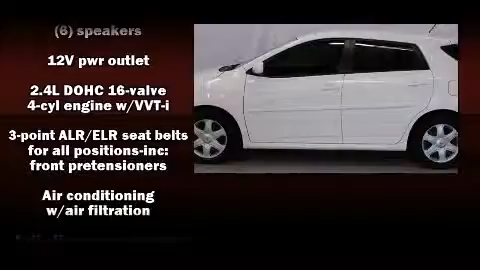 (6) speakers
12V pwr outlet
2.4L DOHC 16-valve
4-cyl engine w/VVT-i
3-point ALR/ELR seat belts
for all positions-inc:
front pretensioners
Air conditioning
w/air filtration